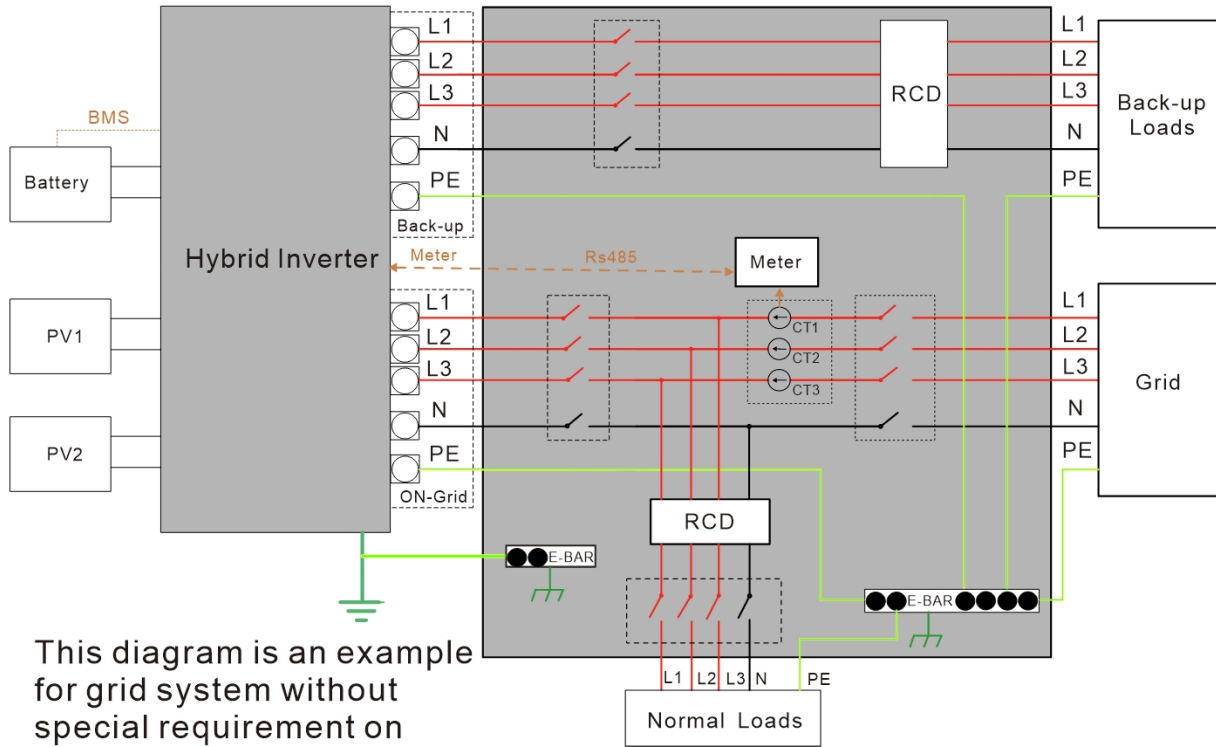 L1
L2
L3
N
PE
Back-up
BMS
Battery
Hybrid Inverter
RCD
L1
L2
L3
N
PE
Back-up
Loads
Meter
Rs485
Meter
PV1
PV2
L1
L2
L3
N
PE
ON-Grid
CT1
CT2
CT3
L1
L2
L3
N
PE
Grid
RCD
E-BAR
E-BAR
L1 L2 L3 N PE
Normal Loads
This diagram is an example
for grid system without
special requirement on